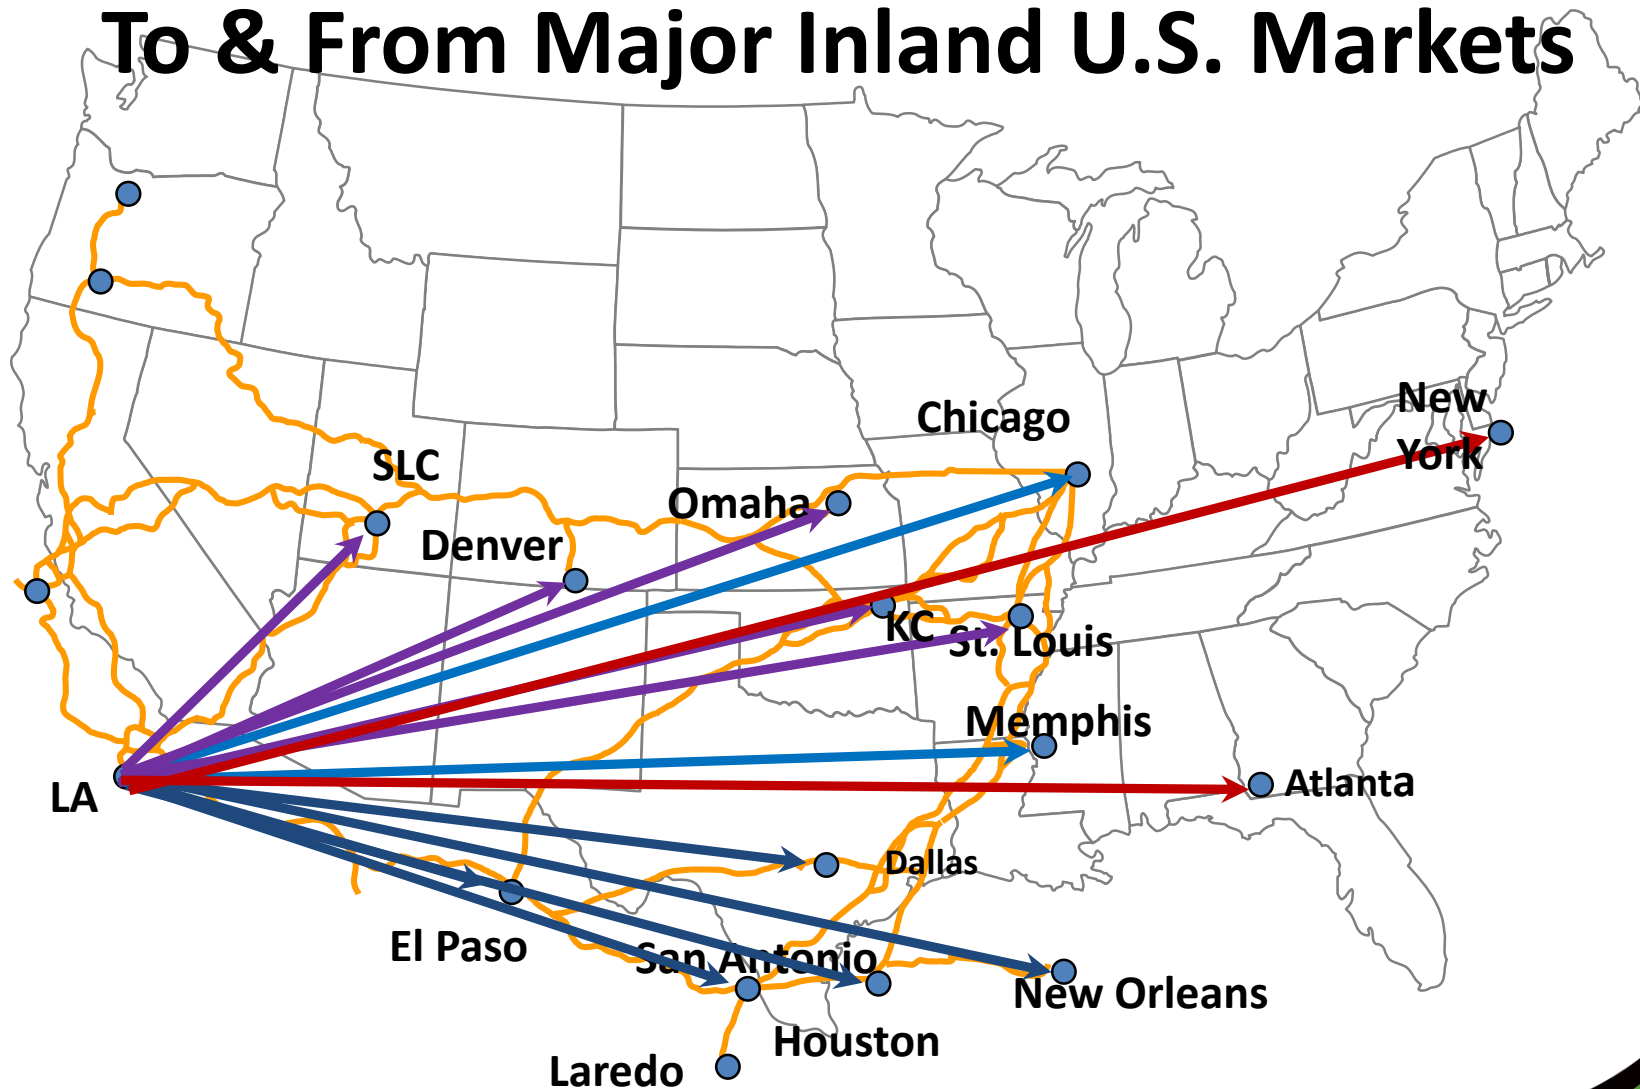 To & From Major Inland U.S. Markets
New
York
Chicago
SLC
Omaha
Denver
KC
St. Louis
Memphis
LA
Atlanta
Dallas
El Paso
San Antonio
New Orleans
Houston
Laredo